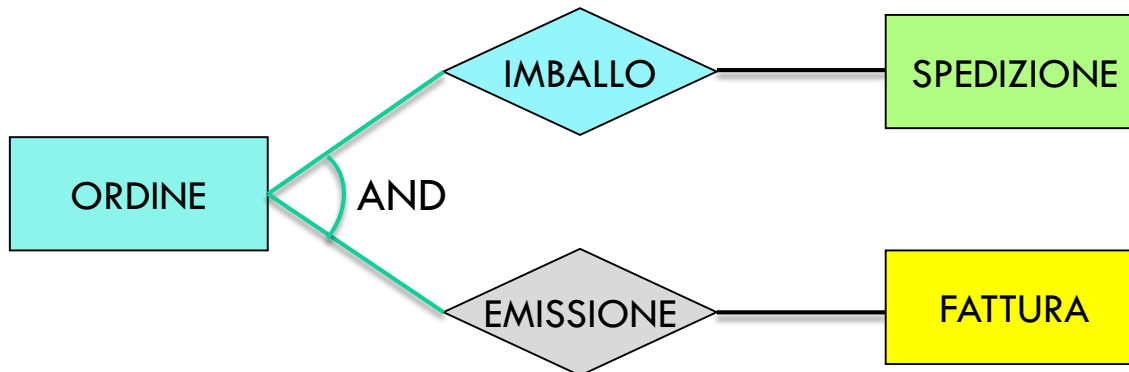 IMBALLO
SPEDIZIONE
ORDINE
AND
EMISSIONE
FATTURA